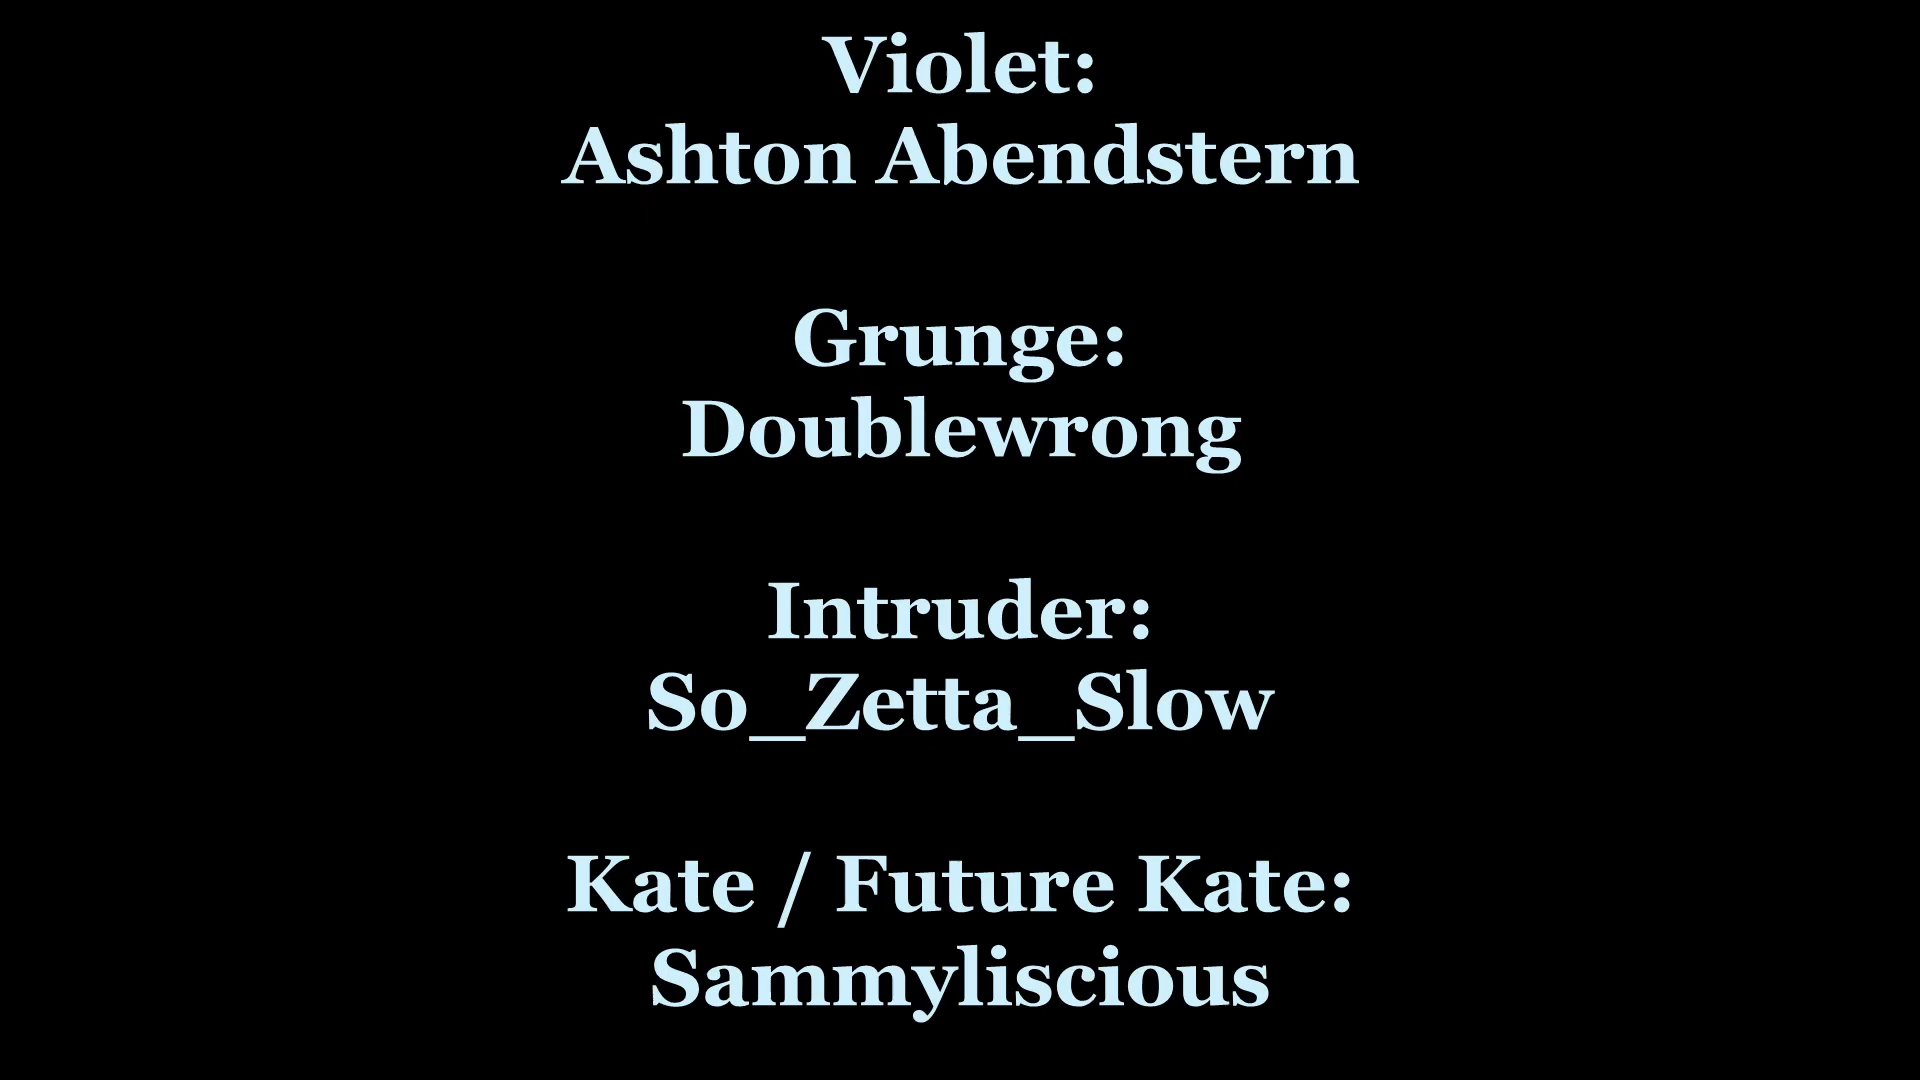 Violet:
Ashton Abendstern
Grunge:
Doublewrong
Intruder:
So_Zetta_Slow
Kate / Future Kate:
Sammyliscious